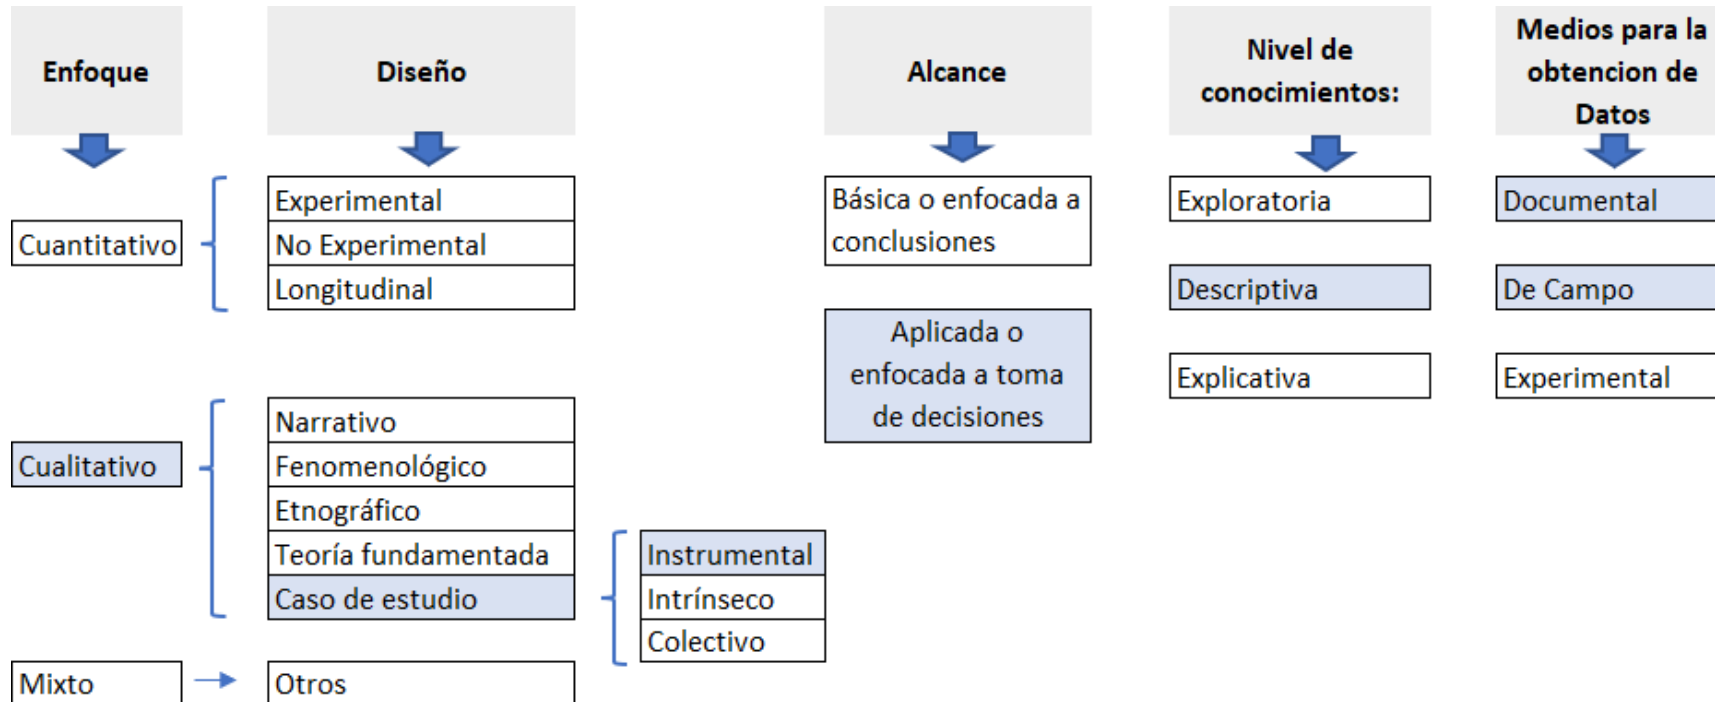 Enfoque
Diseño
Alcance
Nivel de
conocimientos:
Medios para la
obtencion de
Datos
Cuantitativo
Experimental
No Experimental
Longitudinal
Cualitativo
Narrativo
Fenomenológico
Etnográfico
Teoría fundamentada
Caso de estudio
Instrumental
Intrínseco
Colectivo
Mixto
Otros
Básica o enfocada a
conclusiones
Aplicada o
enfocada a toma
de decisiones
Exploratoria
Descriptiva
Explicativa
Documental
De Campo
Experimental